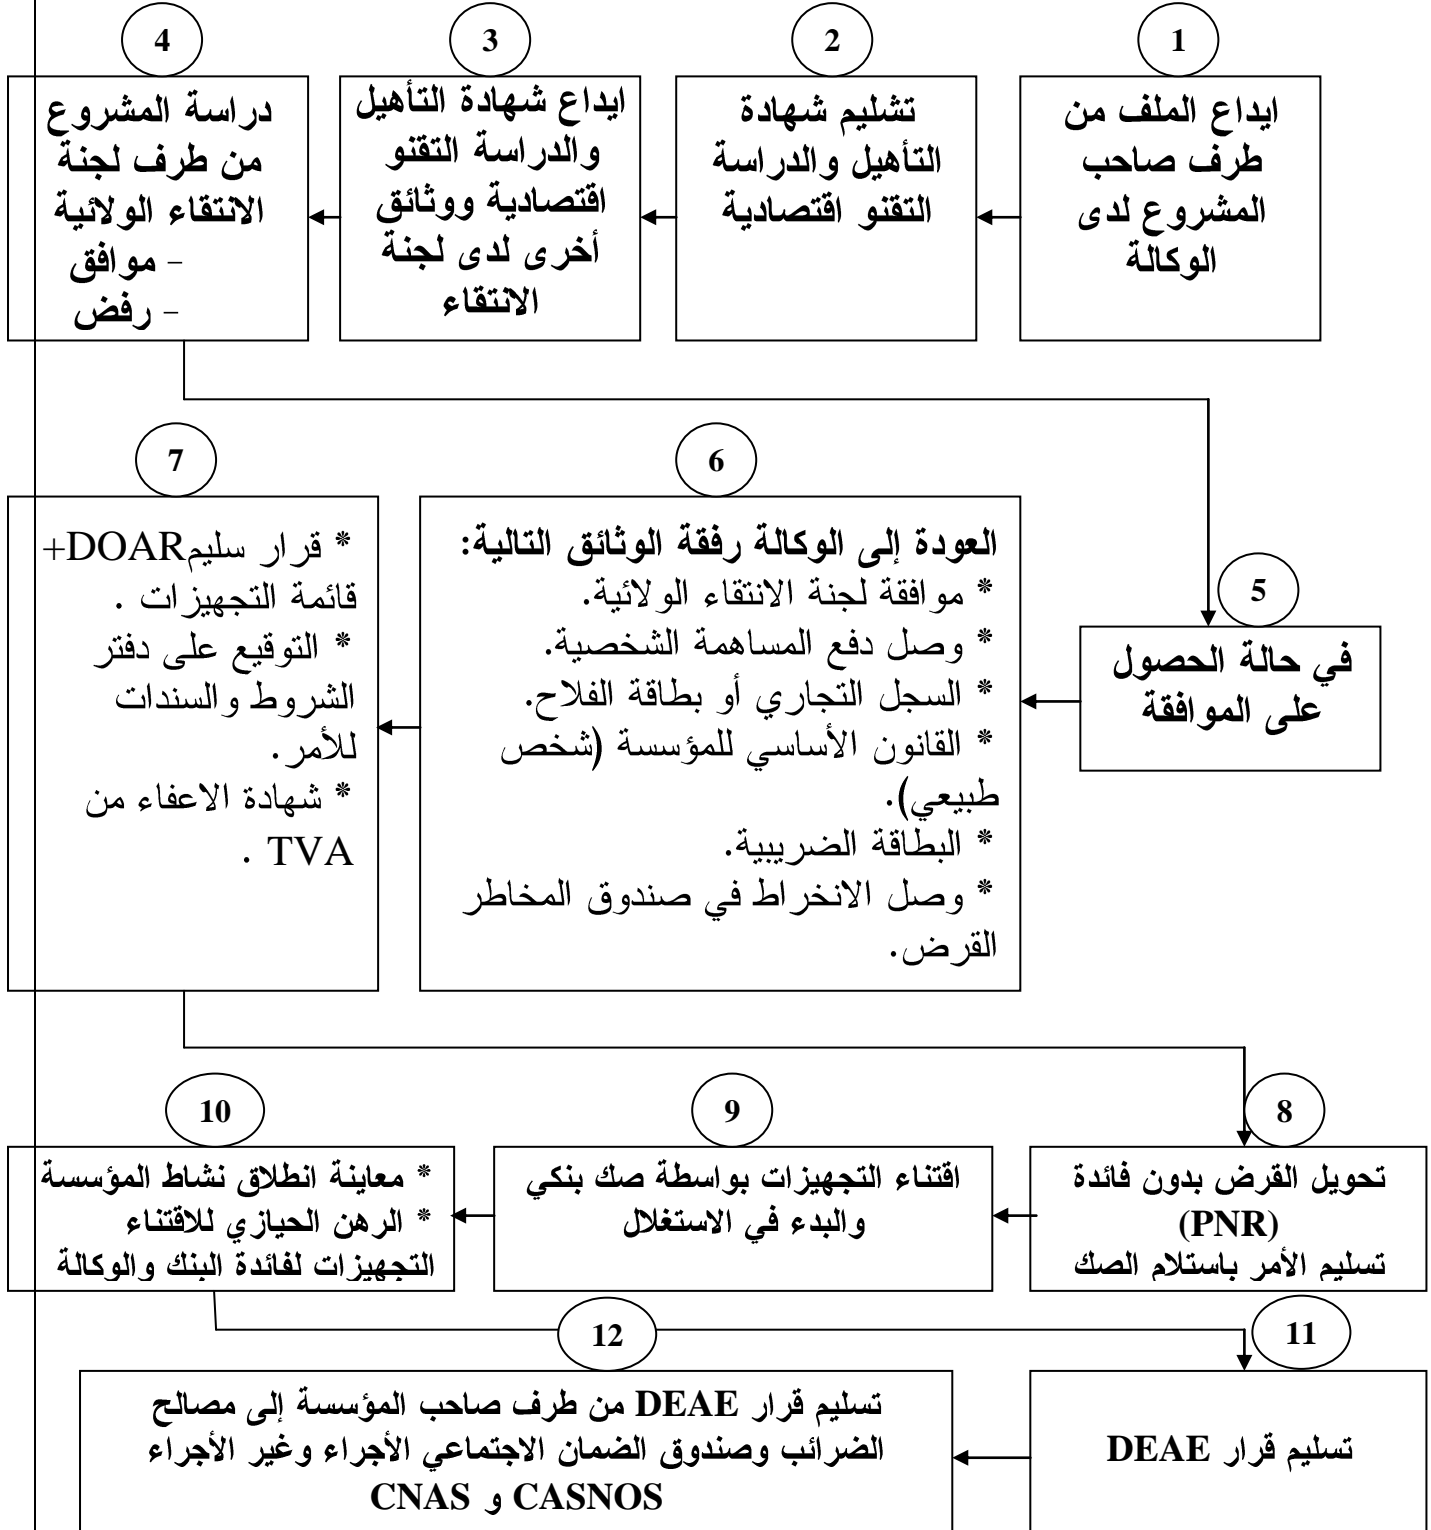 1
ايداع الملف من
طرف صاحب
المشروع لدى
الوكالة
2
تشليم شهادة
التأهيل والدراسة
التقنو اقتصادية
3
ايداع شهادة التأهيل
والدراسة التقنو
اقتصادية ووثائق
أخرى لدى لجنة
الانتقاء
4
دراسة المشروع
من طرف لجنة
الانتقاء الولائية
- موافق
- رفض
5
في حالة الحصول
على الموافقة
6
العودة إلى الوكالة رفقة الوثائق التالية:
* موافقة لجنة الانتقاء الولائية.
* وصل دفع المساهمة الشخصية.
* السجل التجاري أو بطاقة الفلاح.
* القانون الأساسي للمؤسسة (شخص
طبيعي).
* البطاقة الضريبية.
* وصل الانخراط في صندوق المخاطر
القرض.
7
* قرار سليمDOAR+
قائمة التجهيزات .
* التوقيع على دفتر
الشروط والسندات
للأمر.
* شهادة الاعفاء من
TVA .
8
تحويل القرض بدون فائدة
(PNR)
تسليم الأمر باستلام الصك
9
اقتناء التجهيزات بواسطة صك بنكي
والبدء في الاستغلال
10
* معاينة انطلاق نشاط المؤسسة
* الرهن الحيازي للاقتناء
التجهيزات لفائدة البنك والوكالة
11
تسليم قرار DEAE
12
تسليم قرار DEAE من طرف صاحب المؤسسة إلى مصالح
الضرائب وصندوق الضمان الاجتماعي الأجراء وغير الأجراء
CASNOS و CNAS